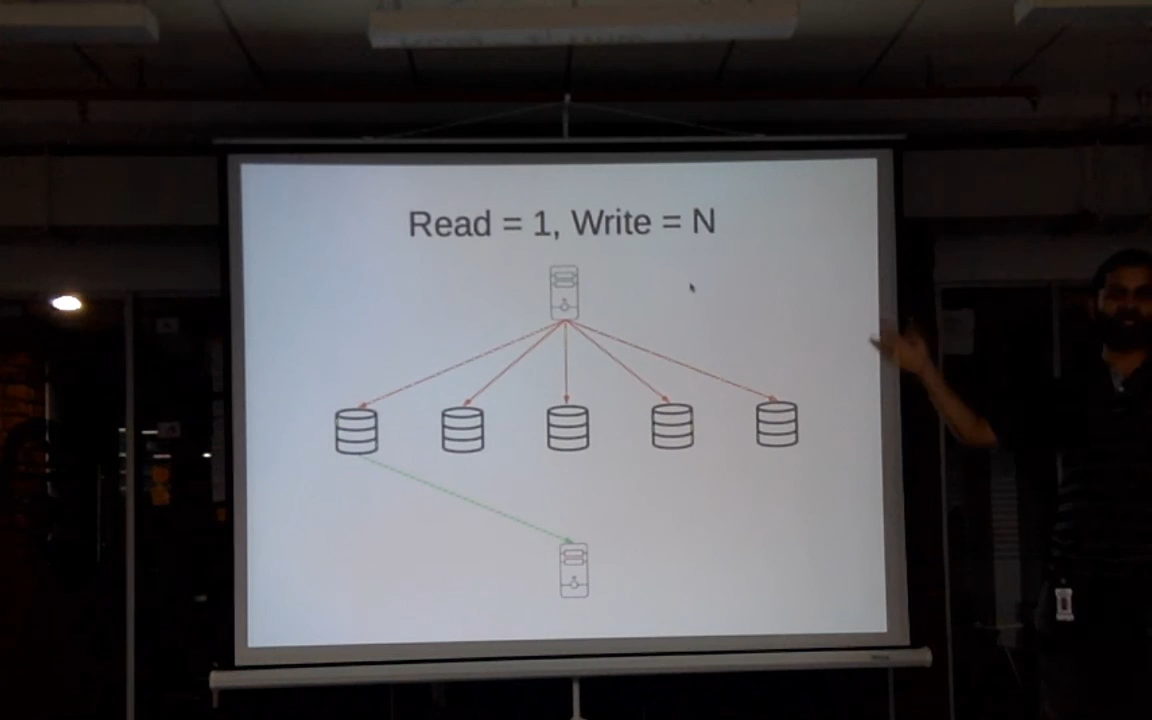 Read = 1, Write = N